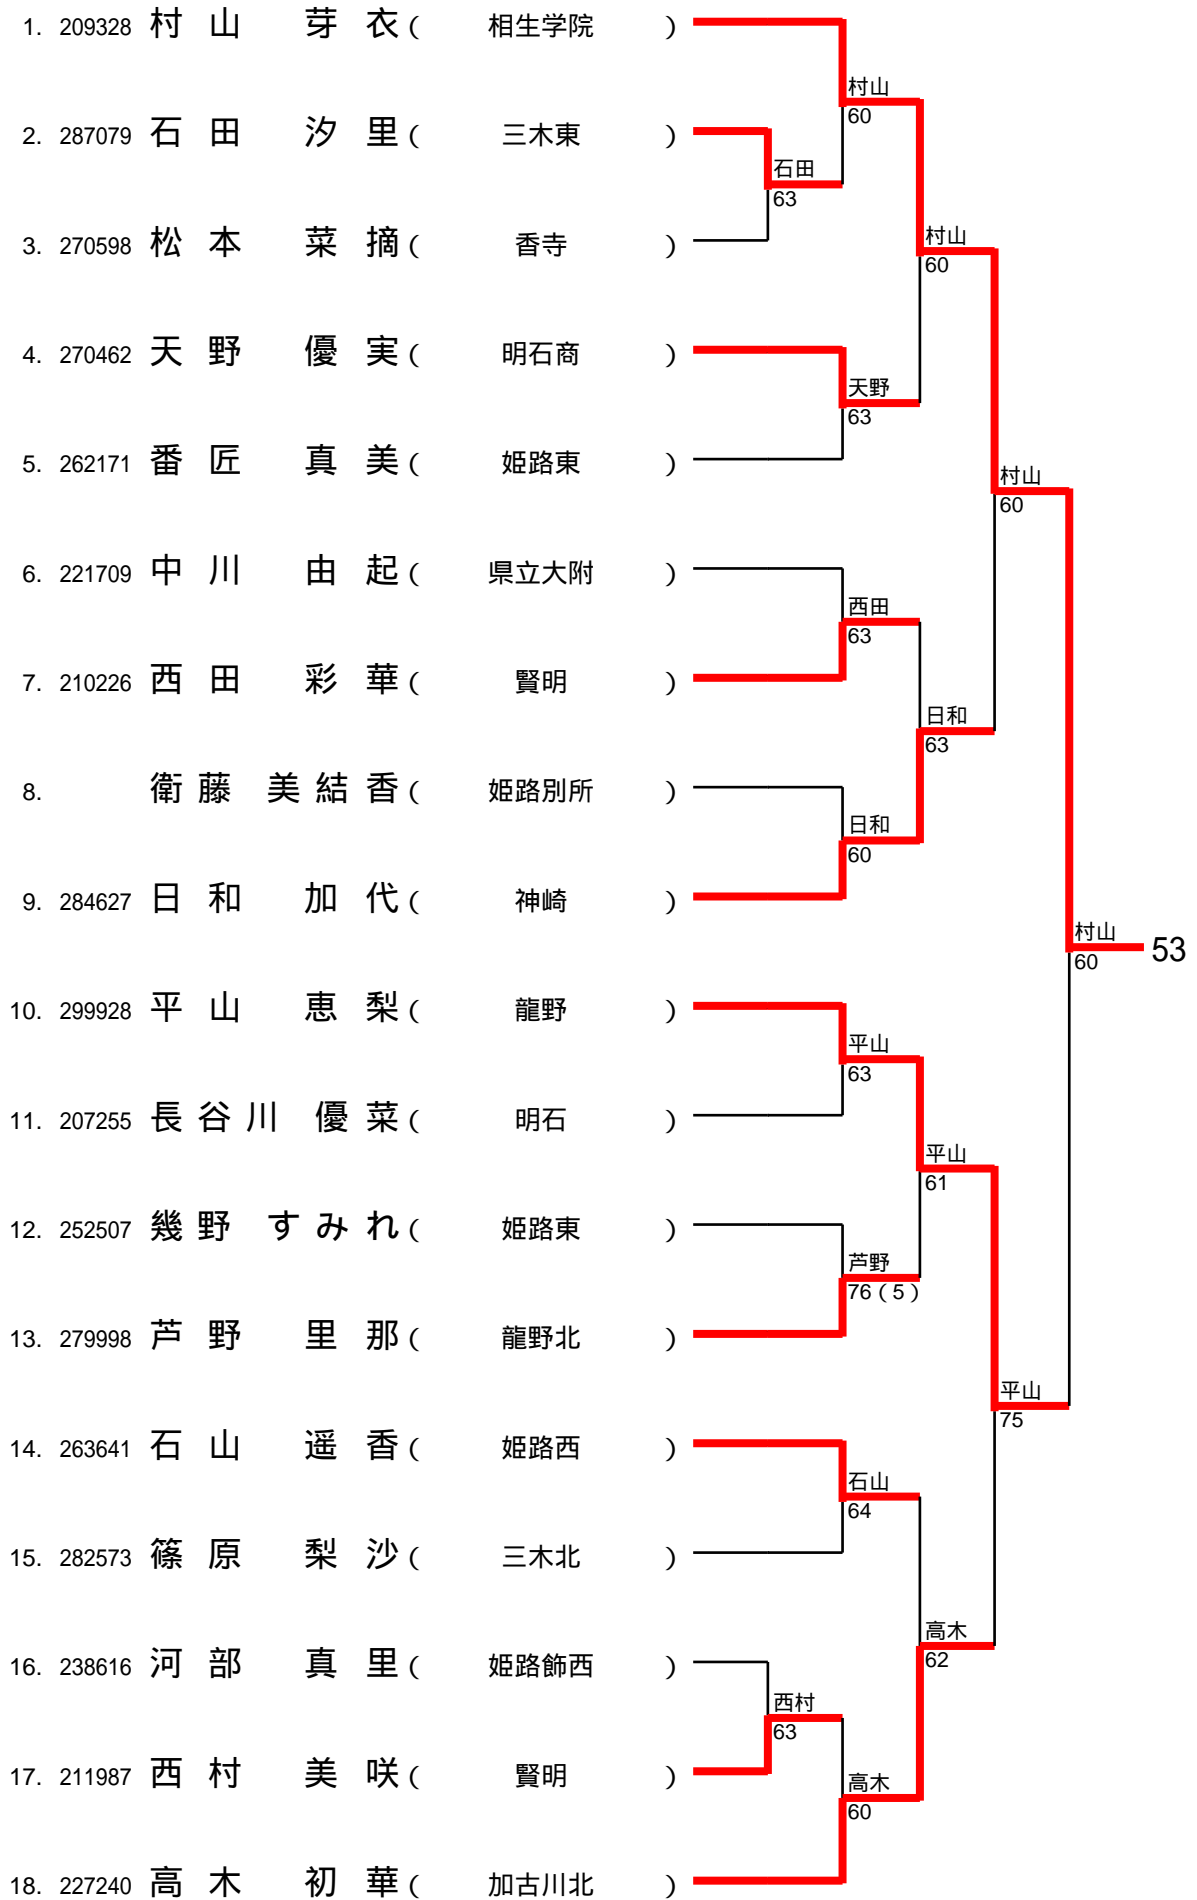 1. 209328 村山 芽衣 ( 相生学院 )
村山
60
2. 287079 石田 汐里 ( 三木東 )
石田
63
3. 270598 松本 菜摘 ( 香寺 )
村山
60
4. 270462 天野 優実 ( 明石商 )
天野
63
5. 262171 番匠 真美 ( 姫路東 )
村山
60
6. 221709 中川 由起 ( 県立大附 )
西田
63
7. 210226 西田 彩華 ( 賢明 )
日和
63
8. 衛藤 美結香 ( 姫路別所 )
日和
60
9. 284627 日和 加代 ( 神崎 )
村山
60
53
10. 299928 平山 恵梨 ( 龍野 )
平山
63
11. 207255 長谷川 優菜 ( 明石 )
平山
61
12. 252507 幾野 すみれ ( 姫路東 )
芦野
76 ( 5 )
13. 279998 芦野 里那 ( 龍野北 )
平山
75
14. 263641 石山 遥香 ( 姫路西 )
石山
64
15. 282573 篠原 梨沙 ( 三木北 )
高木
62
16. 238616 河部 真里 ( 姫路飾西 )
西村
63
17. 211987 西村 美咲 ( 賢明 )
高木
60
18. 227240 高木 初華 ( 加古川北 )